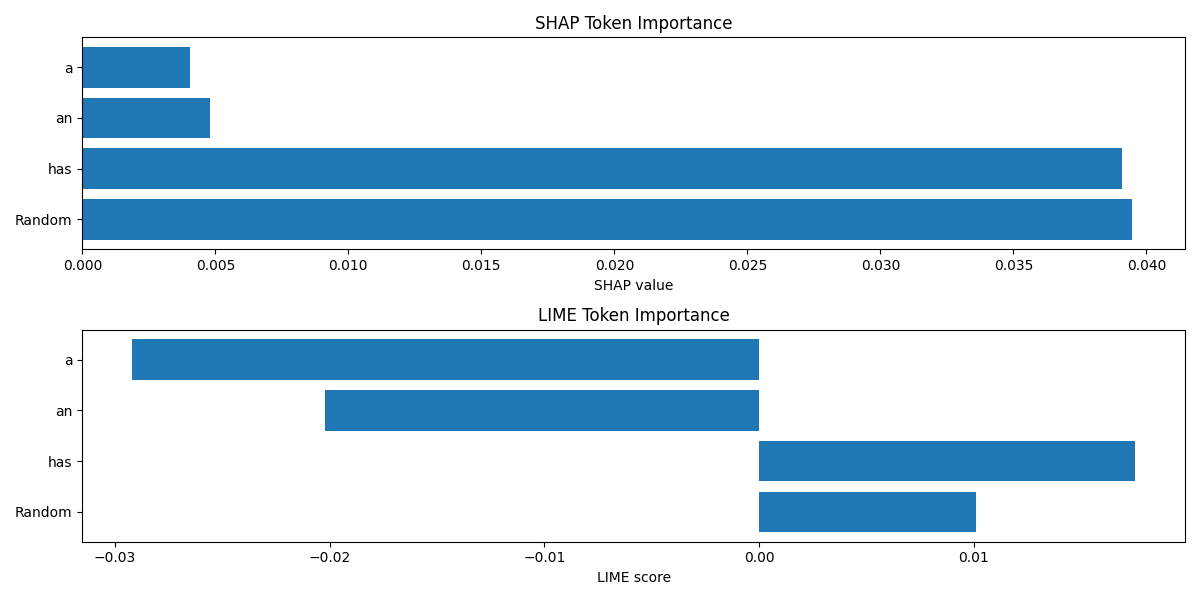 SHAP Token Importance
a
an
has
Random
0.000 0.005 0.010 0.015 0.020 0.025 0.030 0.035 0.040
SHAP value
LIME Token Importance
a
an
has
Random
−0.03 −0.02 −0.01 0.00 0.01
LIME score